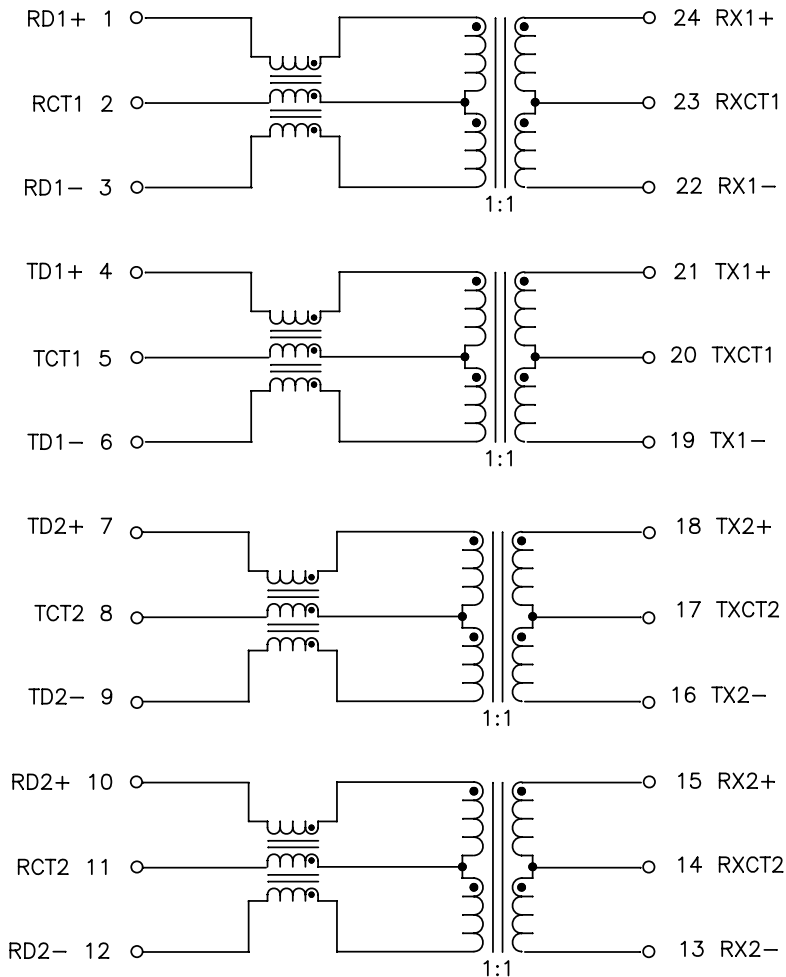 RD1+ 1 24 RX1+
RCT1 2 23 RXCT1
RD1− 3 22 RX1−
1:1
TD1+ 4 21 TX1+
TCT1 5 20 TXCT1
TD1− 6 19 TX1−
1:1
TD2+ 7 18 TX2+
TCT2 8 17 TXCT2
TD2− 9 16 TX2−
1:1
RD2+ 10 15 RX2+
RCT2 11 14 RXCT2
RD2− 12 13 RX2−
1:1